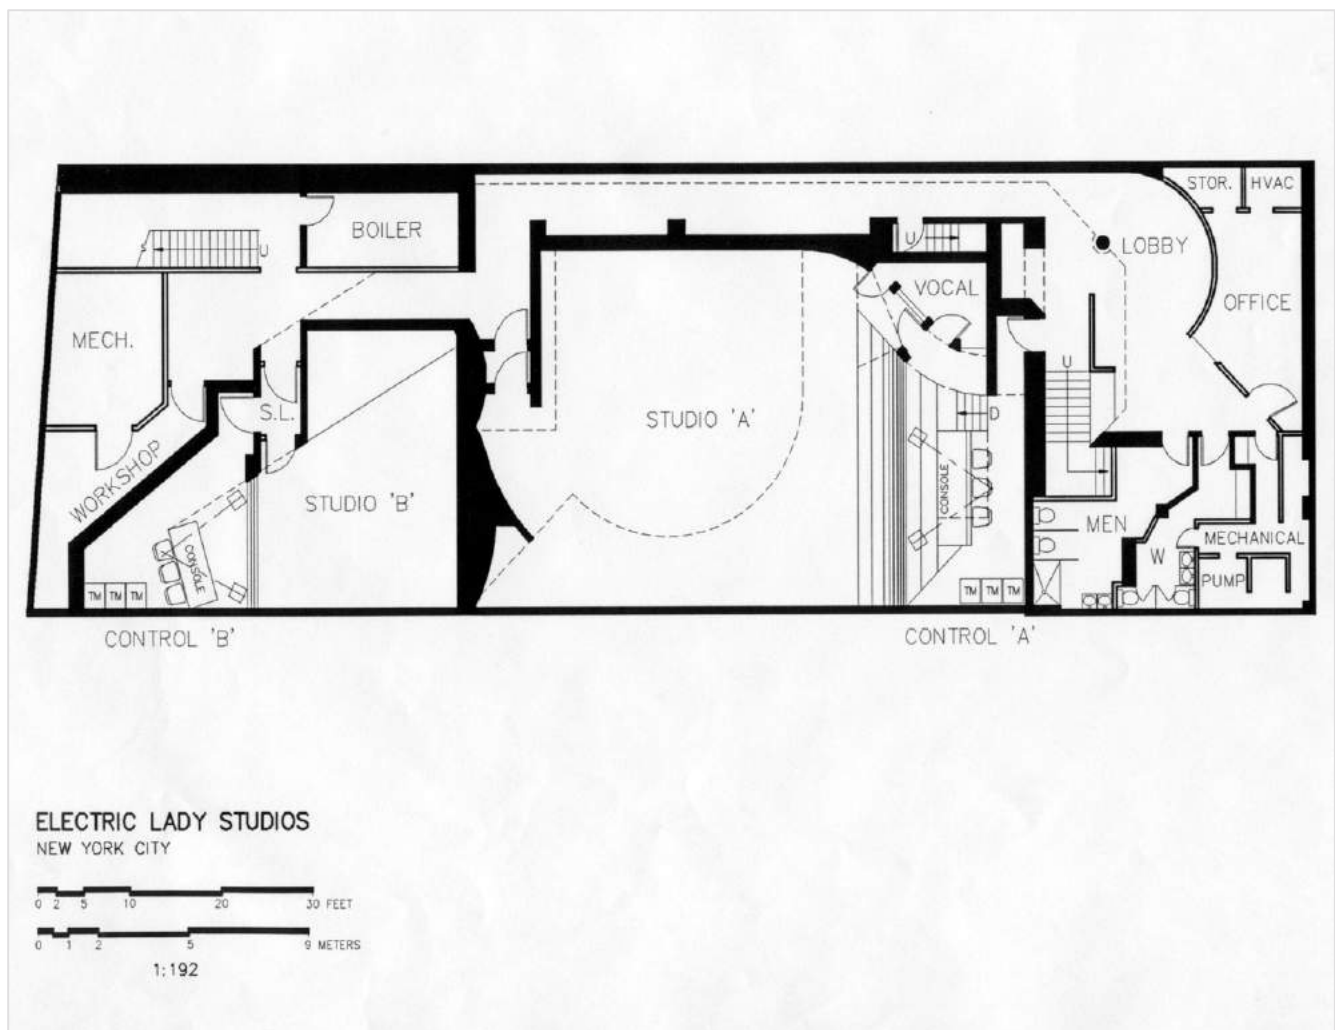 STOR.
HVAC
BOILER
U
LOBBY
U
VOCAL
OFFICE
MECH.
U
S.L.
STUDIO 'A'
D
WORKSHOP
STUDIO 'B'
CONSOLE
MEN
MECHANICAL
W
CONSOLE
PUMP
TM TM TM
TM TM TM
CONTROL 'B'
CONTROL 'A'
ELECTRIC LADY STUDIOS
NEW YORK CITY
0 2 5 10 20 30 FEET
0 1 2 5 9 METERS
1:192